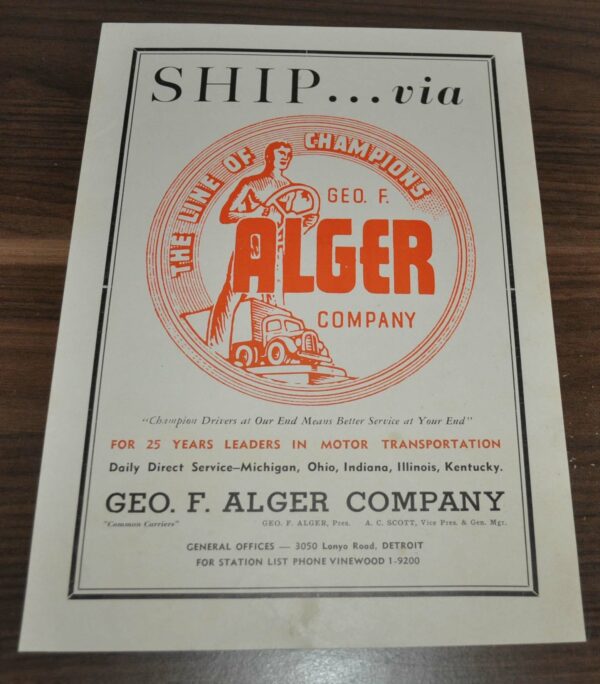 SHIP...via
THE LINE OF CHAMPIONS
GEO. F.
ALGER
COMPANY
"Champion Drivers at Our End Means Better Service at Your End"
FOR 25 YEARS LEADERS IN MOTOR TRANSPORTATION
Daily Direct Service—Michigan, Ohio, Indiana, Illinois, Kentucky.
GEO. F. ALGER COMPANY
"Common Carriers" GEO. F. ALGER, Pres. A. C. SCOTT, Vice Pres. & Gen. Mgr.
GENERAL OFFICES — 3050 Lonyo Road, DETROIT
FOR STATION LIST PHONE VINEWOOD 1-9200